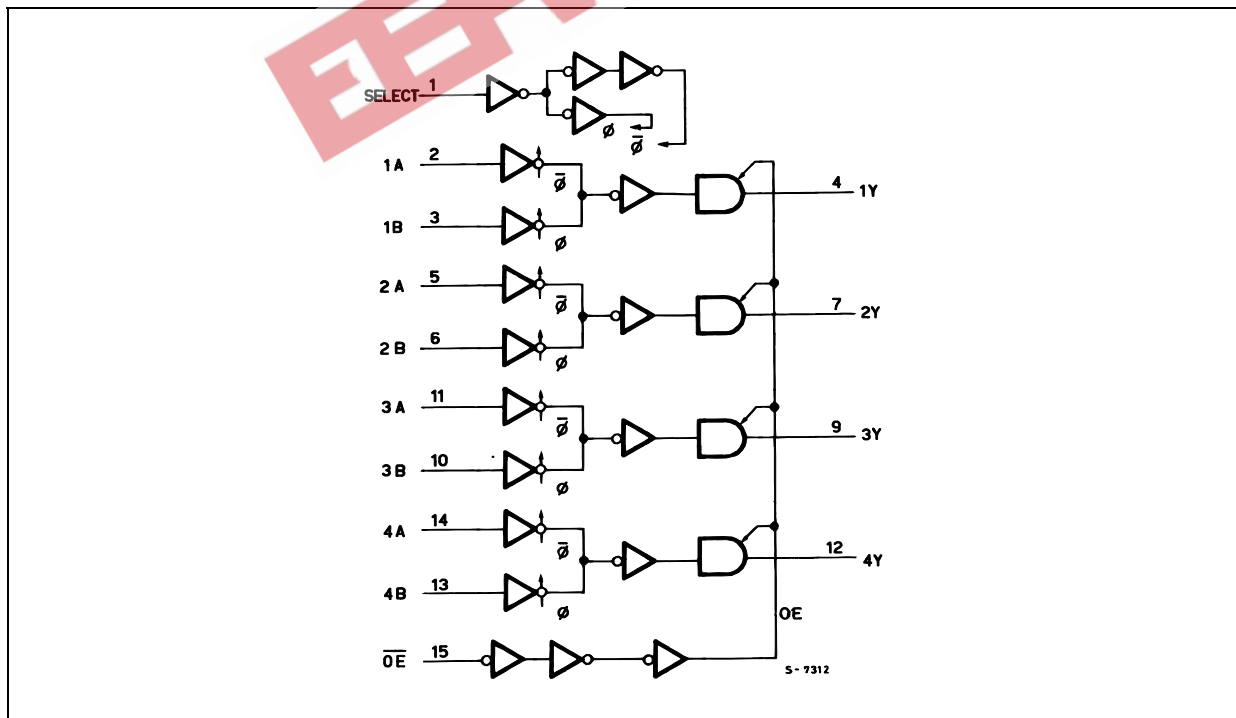 EE
SELECT 1
ø
ø̅
1A 2
ø̅
4 1Y
1B 3
ø
2A 5
ø̅
7 2Y
2B 6
ø
3A 11
ø̅
9 3Y
3B 10
ø
4A 14
ø̅
12 4Y
4B 13
ø
OE
O̅E̅ 15
S-7312